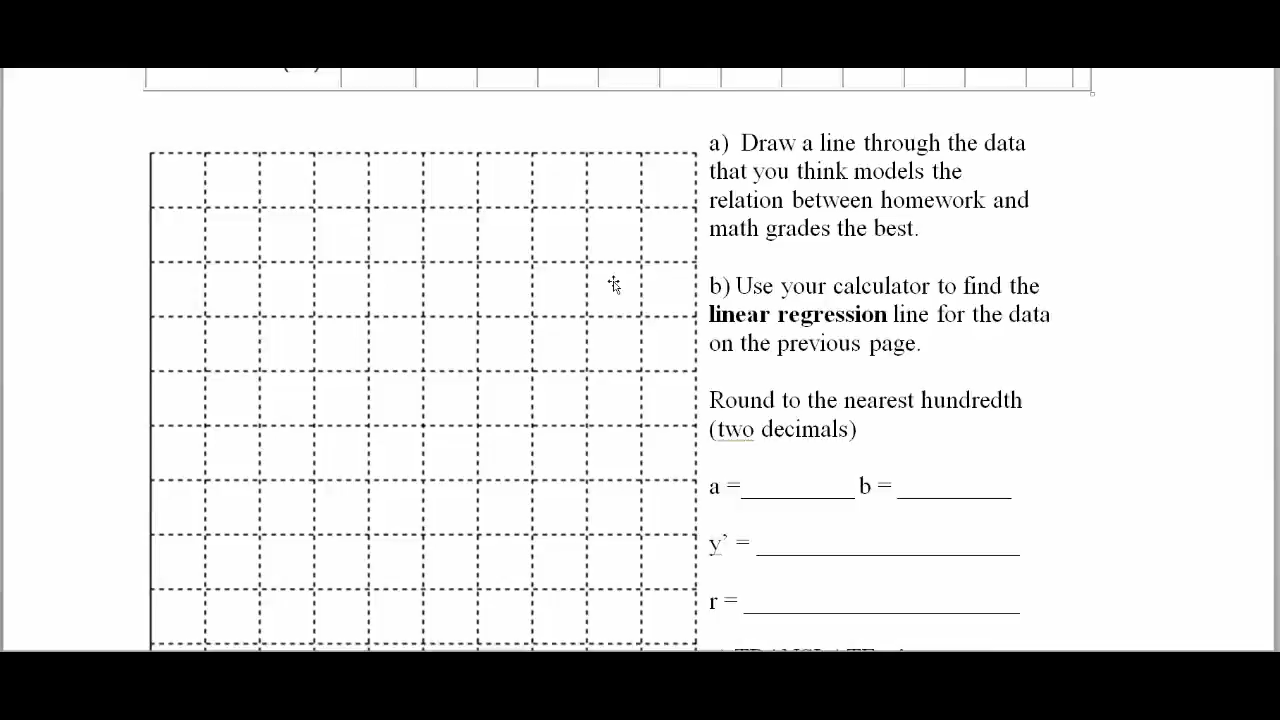 a) Draw a line through the data
that you think models the
relation between homework and
math grades the best.
b) Use your calculator to find the
linear regression line for the data
on the previous page.
Round to the nearest hundredth
(two decimals)
a =__________ b = __________
y’ = _______________________
r = ________________________
TRANSLATE